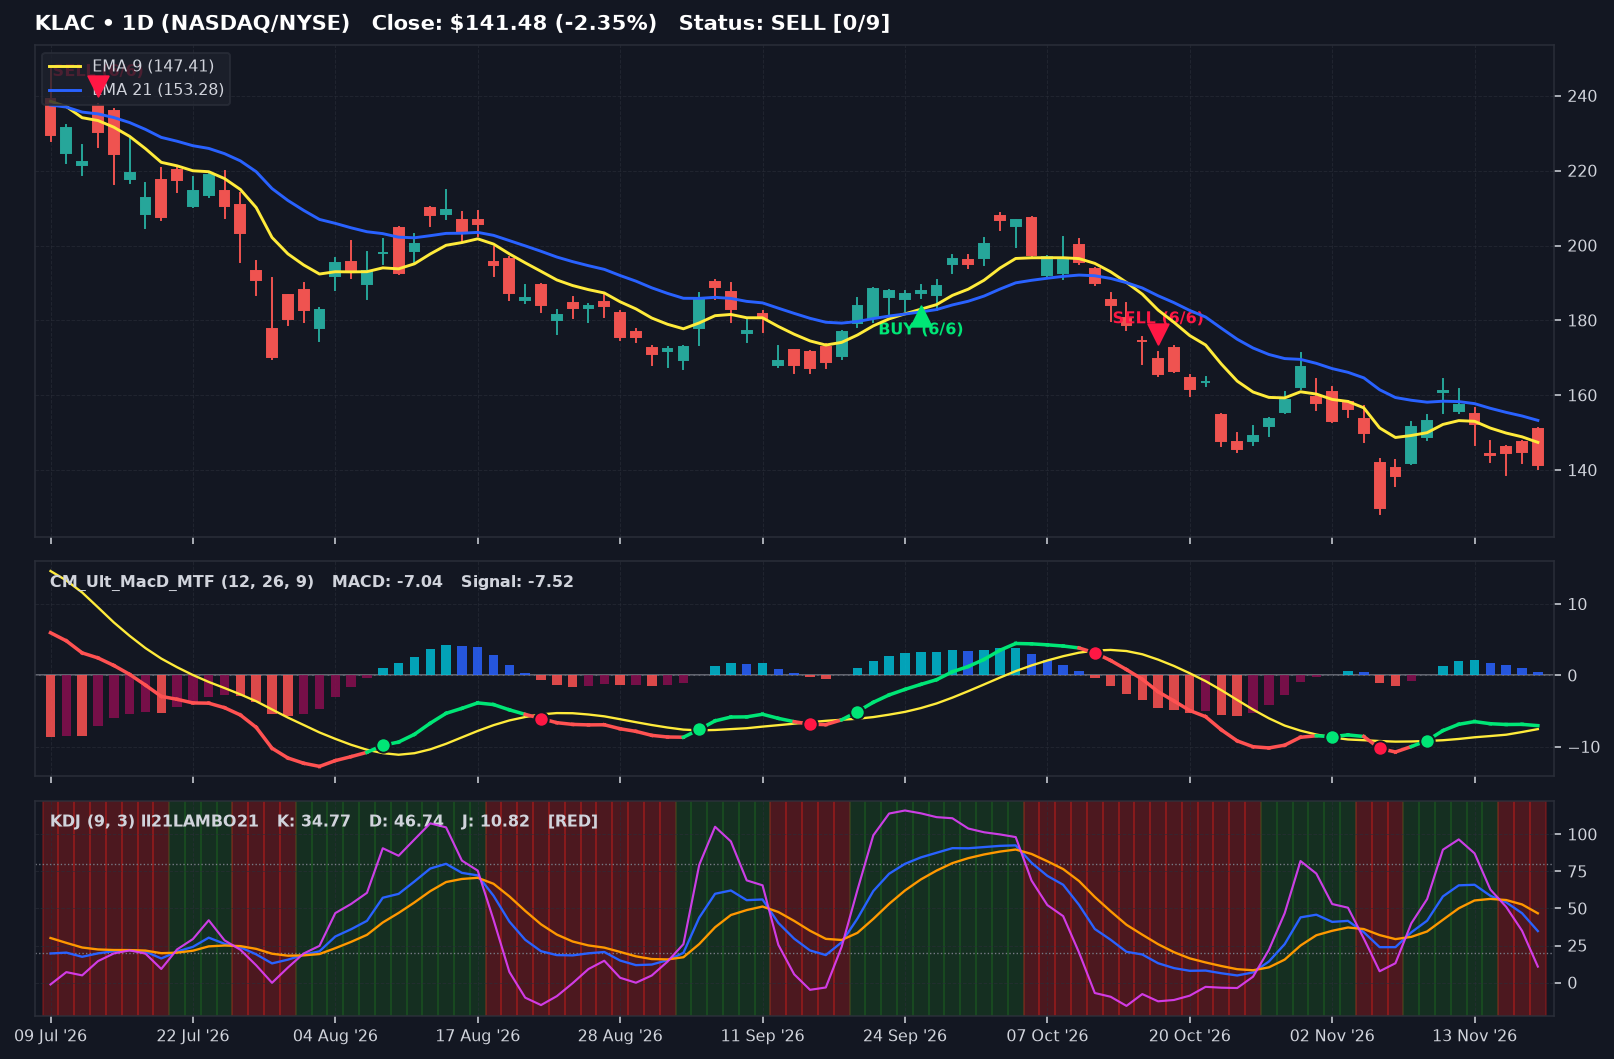 KLAC • 1D (NASDAQ/NYSE)   Close: $141.48 (-2.35%)   Status: SELL [0/9]
EMA 9 (147.41)
EMA 21 (153.28)
240
220
200
180
160
140
BUY (6/6)
SELL (6/6)
CM_Ult_MacD_MTF (12, 26, 9)   MACD: -7.04   Signal: -7.52
10
0
−10
KDJ (9, 3) II21LAMBO21   K: 34.77   D: 46.74   J: 10.82   [RED]
100
75
50
25
0
09 Jul '26   22 Jul '26   04 Aug '26   17 Aug '26   28 Aug '26   11 Sep '26   24 Sep '26   07 Oct '26   20 Oct '26   02 Nov '26   13 Nov '26